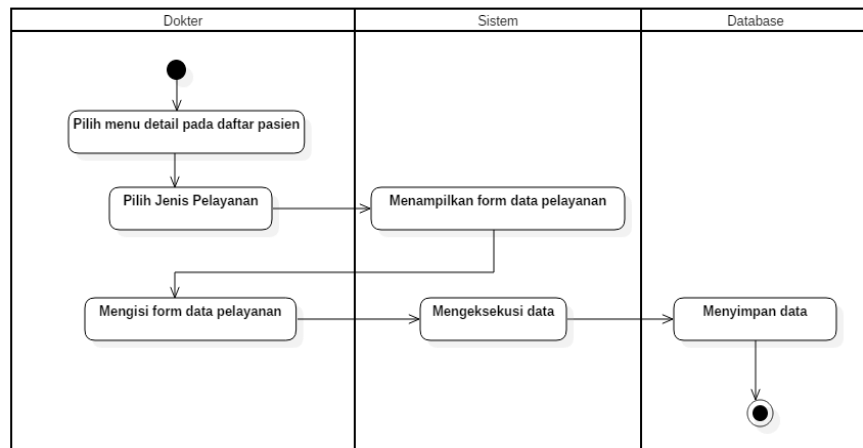 Dokter
Sistem
Database
Pilih menu detail pada daftar pasien
Pilih Jenis Pelayanan
Menampilkan form data pelayanan
Mengisi form data pelayanan
Mengeksekusi data
Menyimpan data